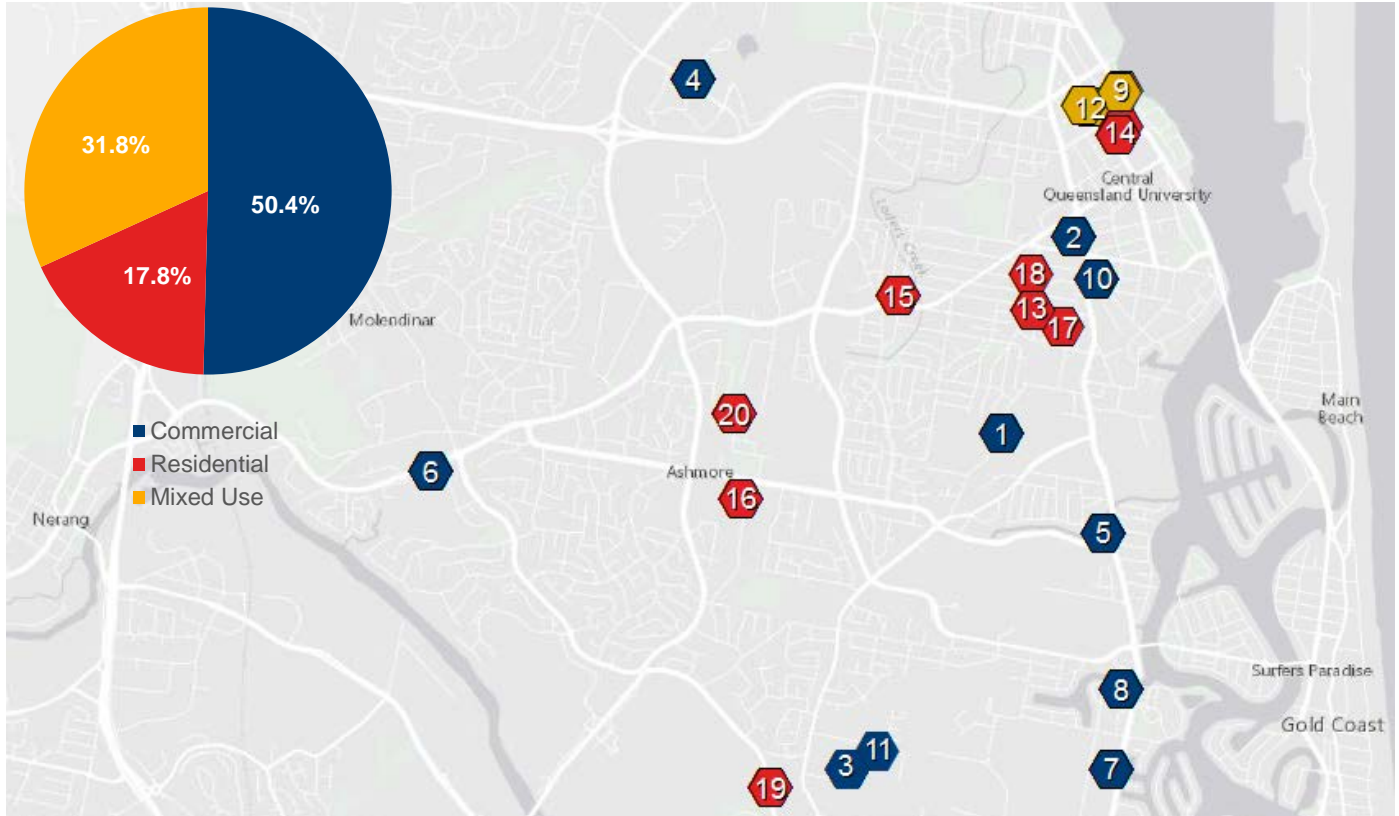 4
9
12
14
31.8%
50.4%
17.8%
Central
Queensland University
Loders Creek
2
18
10
15
13
17
Molendinar
Main
Beach
20
1
Commercial
Residential
Mixed Use
6
Ashmore
16
Nerang
5
Surfers Paradise
8
Gold Coast
11
3
7
19